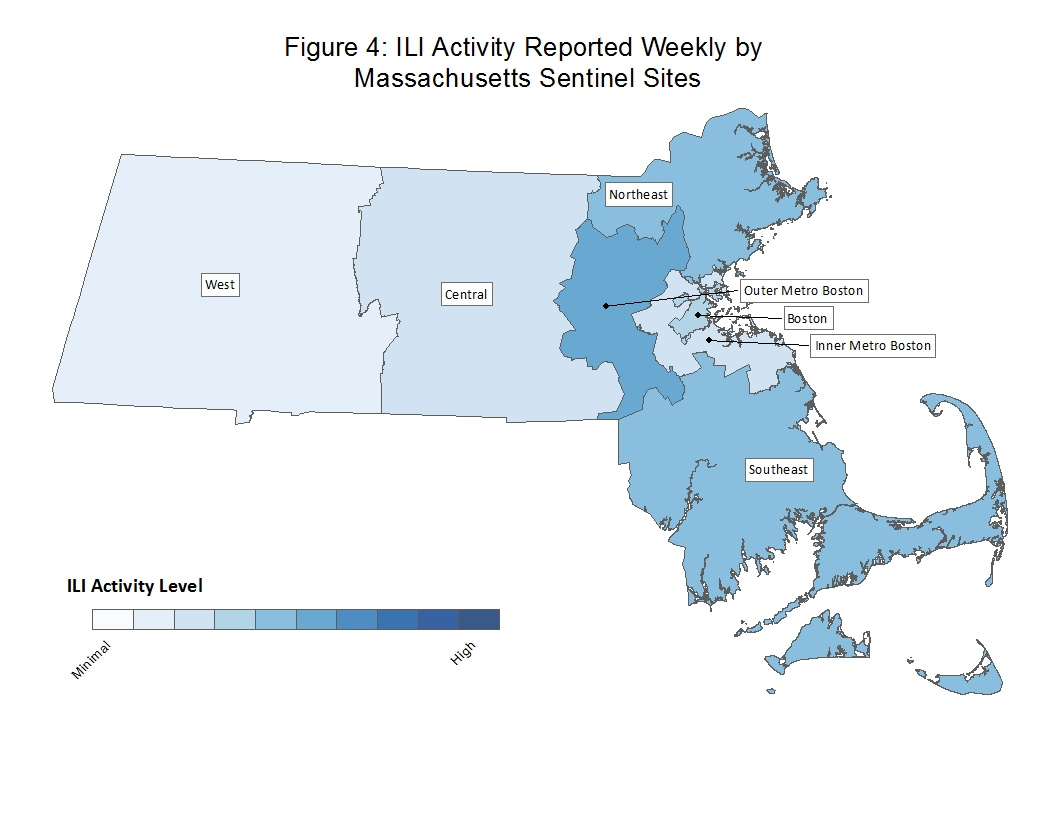 Figure 4: ILI Activity Reported Weekly by
Massachusetts Sentinel Sites
Northeast
West
Central
Outer Metro Boston
Boston
Inner Metro Boston
Southeast
ILI Activity Level
Minimal
High